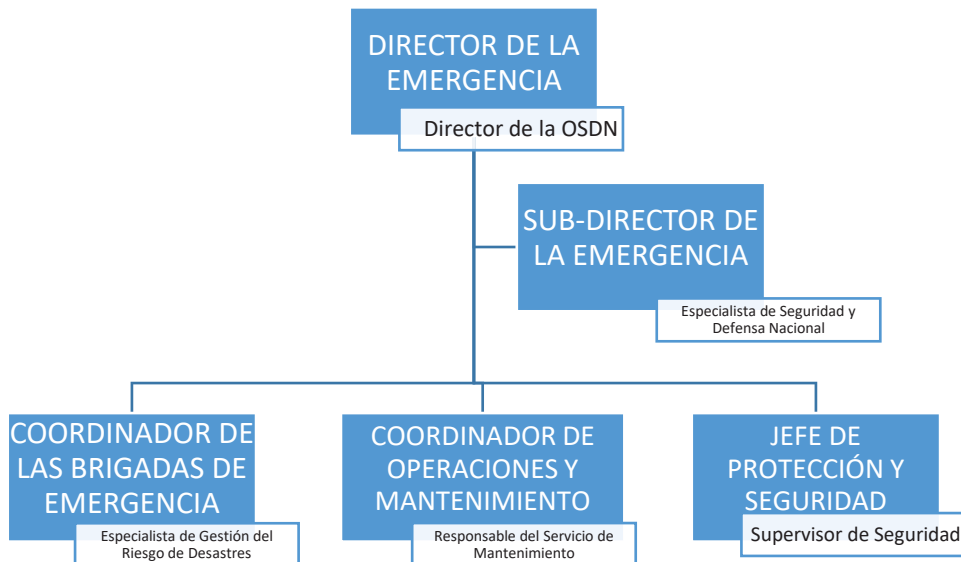 DIRECTOR DE LA
EMERGENCIA
Director de la OSDN
SUB-DIRECTOR DE
LA EMERGENCIA
Especialista de Seguridad y
Defensa Nacional
COORDINADOR DE
LAS BRIGADAS DE
EMERGENCIA
Especialista de Gestión del
Riesgo de Desastres
COORDINADOR DE
OPERACIONES Y
MANTENIMIENTO
Responsable del Servicio de
Mantenimiento
JEFE DE
PROTECCIÓN Y
SEGURIDAD
Supervisor de Seguridad